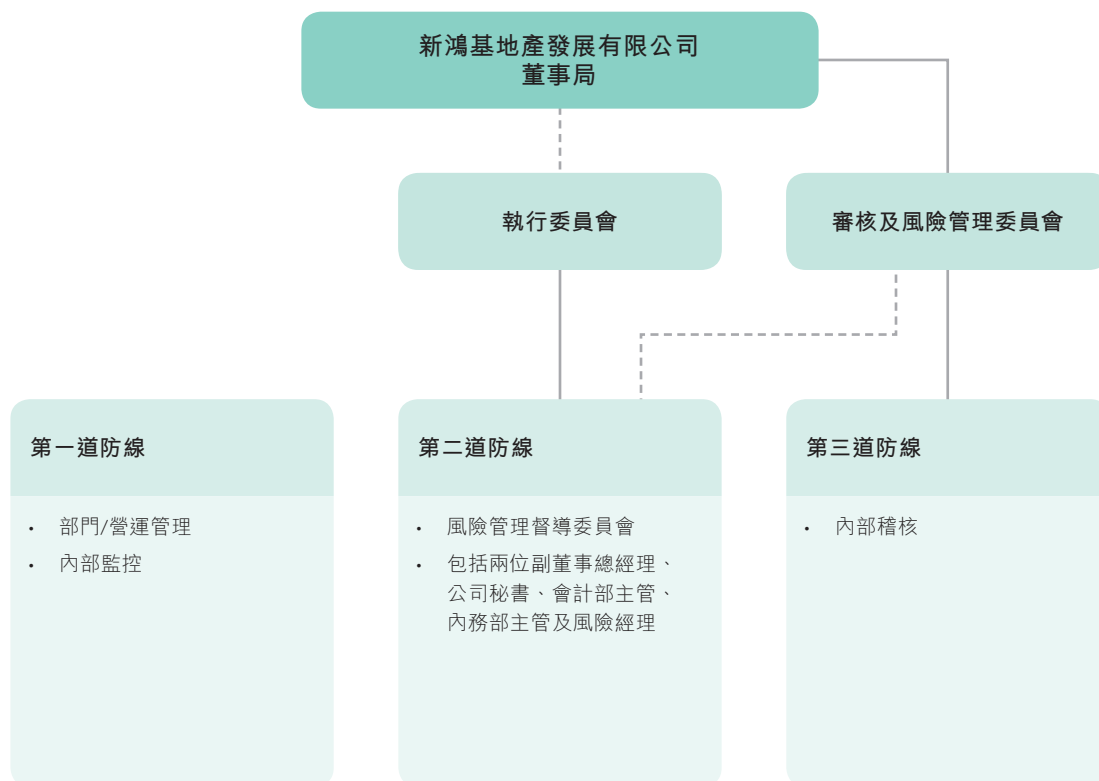 新鴻基地產發展有限公司
董事局
執行委員會
審核及風險管理委員會
第一道防線
• 部門/營運管理
• 內部監控
第二道防線
• 風險管理督導委員會
• 包括兩位副董事總經理、
公司秘書、會計部主管、
內務部主管及風險經理
第三道防線
• 內部稽核